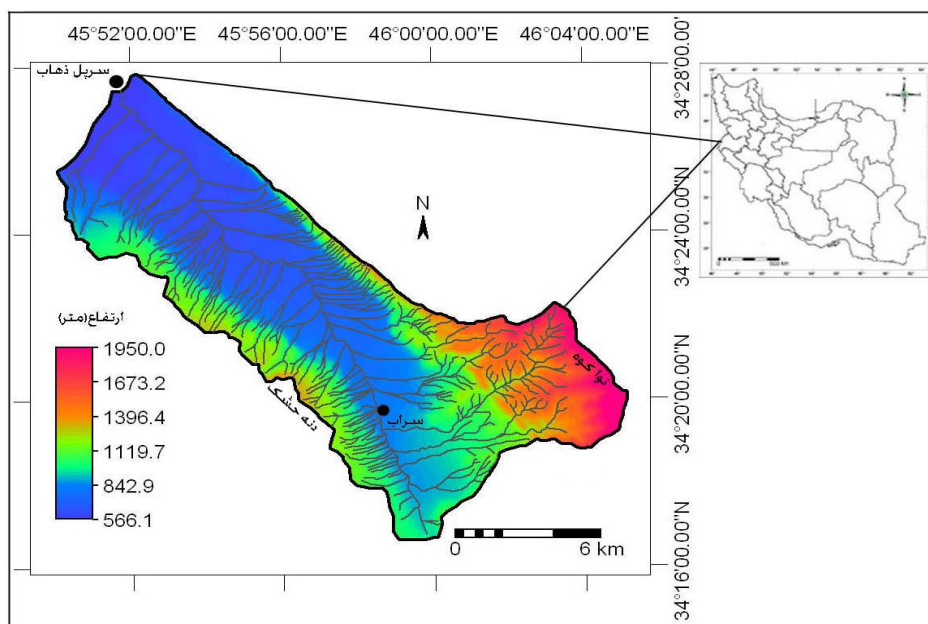 45°52'00.00"E
45°56'00.00"E
46°00'00.00"E
46°04'00.00"E
34°28'00.00'
34°24'00.00"N
34°20'00.00"N
34°16'00.00"N
سرپل ذهاب
N
نوا کوه
سراب
دنه خشک
ارتفاع(متر)
1950.0
1673.2
1396.4
1119.7
842.9
566.1
0 6 km